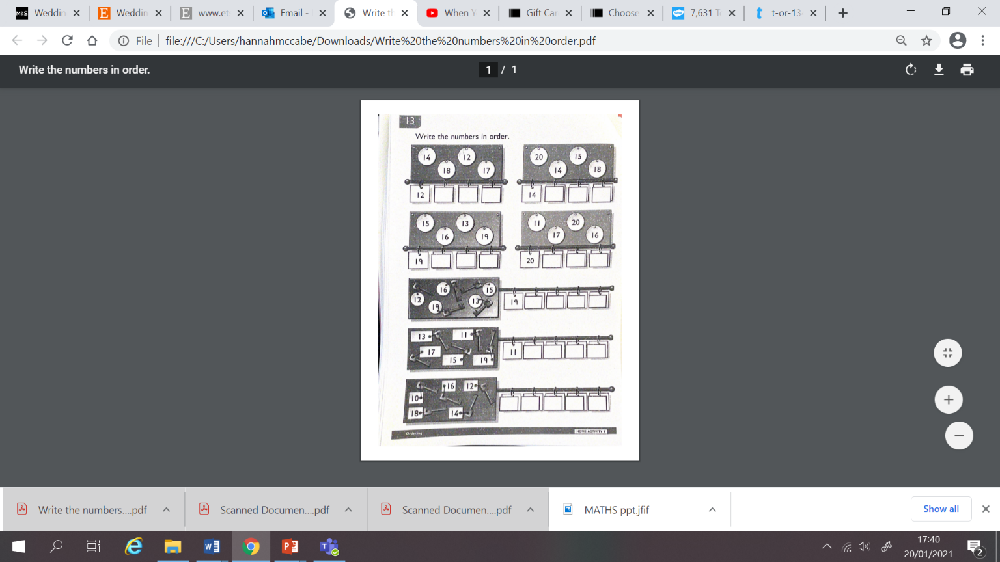 M&S Weddin
E Weddin
E www.et
Email -
Write th
When Y
Gift Car
Choose
7,631 T
t t-or-13
File | file:///C:/Users/hannahmccabe/Downloads/Write%20the%20numbers%20in%20order.pdf
Write the numbers in order.
1 / 1
13
Write the numbers in order.
14 12
18 17
12
20 15
14 18
14
15 13
16 19
19
11 20
17 16
20
16 15
12 19 13
19
13 11
17 15 19
11
16 12
10
18 14
Ordering
HOME ACTIVITY 7
Write the numbers....pdf
Scanned Documen....pdf
Scanned Documen....pdf
MATHS ppt.jfif
Show all
17:40
20/01/2021
2